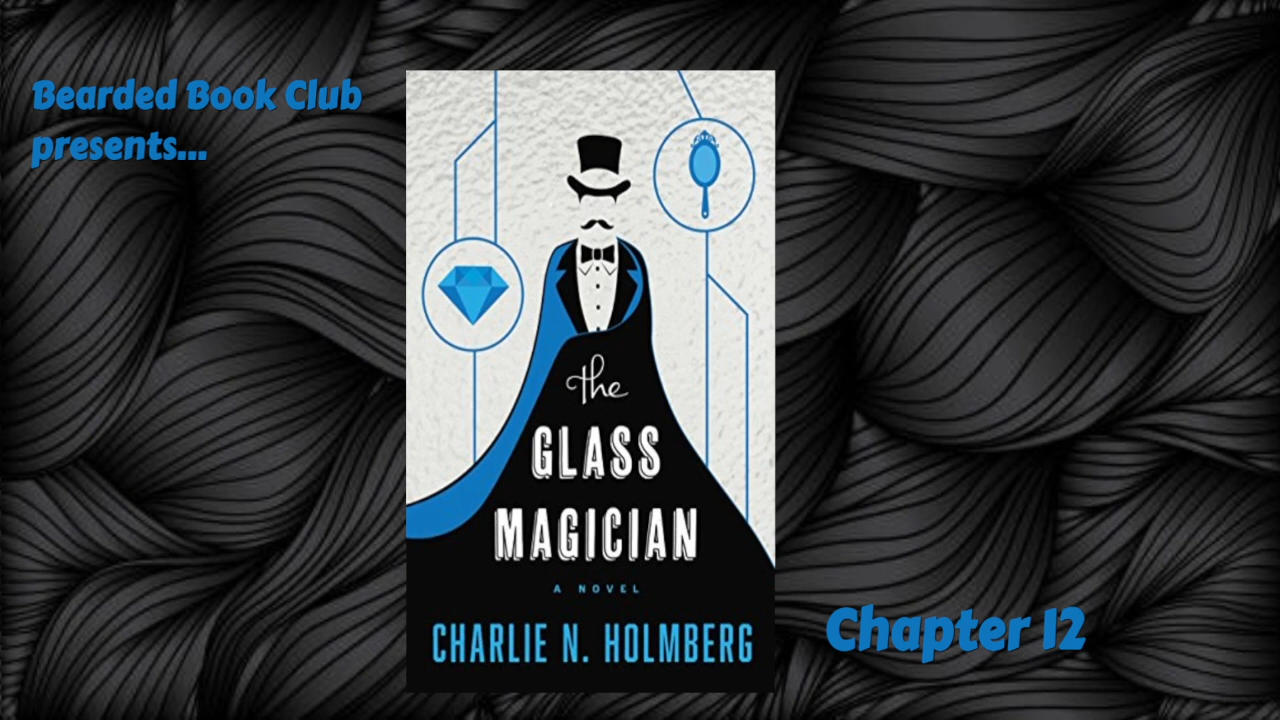 Bearded Book Club
presents...
the
GLASS
MAGICIAN
A NOVEL
CHARLIE N. HOLMBERG
Chapter 12